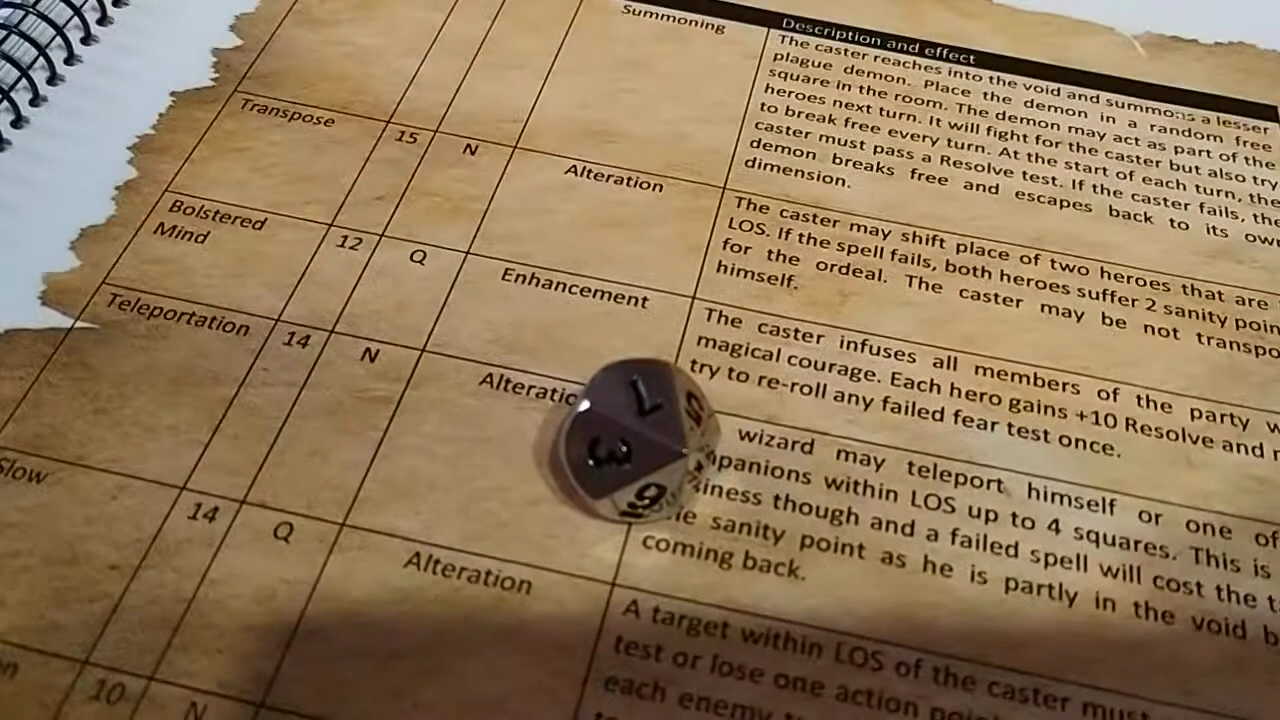 Summoning
Description and effect
The caster reaches into the void and summons a lesser
plague demon. Place the demon in a random free
square in the room. The demon may act as part of the
heroes next turn. It will fight for the caster but also try
to break free every turn. At the start of each turn, the
caster must pass a Resolve test. If the caster fails, the
demon breaks free and escapes back to its own
dimension.
Transpose
15
N
Alteration
The caster may shift place of two heroes that are
LOS. If the spell fails, both heroes suffer 2 sanity
for the ordeal. The caster may be not
himself.
Bolstered
Mind
12
Q
Enhancement
The caster infuses all members of the party
magical courage. Each hero gains +10 Resolve and
try to re-roll any failed fear test once.
Teleportation
14
N
wizard may teleport himself or one of
within LOS up to 4 squares. This is
though and a failed spell will cost the
sanity point as he is partly in the void
coming back.
Slow
14
Q
Alteration
A target within LOS of the caster must
test or lose one action
each enemy
10
N
1
3
5
9